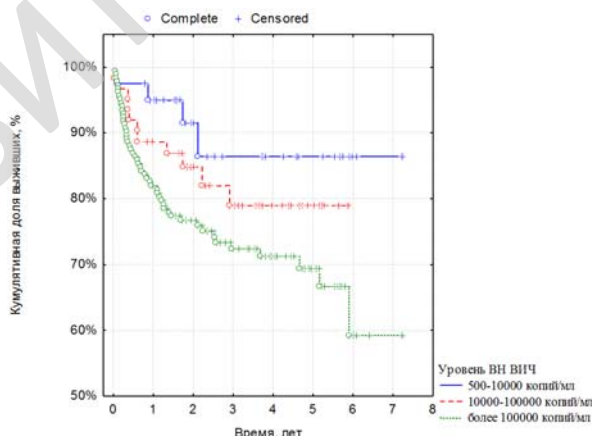 Complete Censored
100%
90%
80%
70%
60%
50%
Кумулятивная доля выживших, %
0 1 2 3 4 5 6 7 8
Время, лет
Уровень ВН ВИЧ
500-10000 копий/мл
10000-100000 копий/мл
более 100000 копий/мл